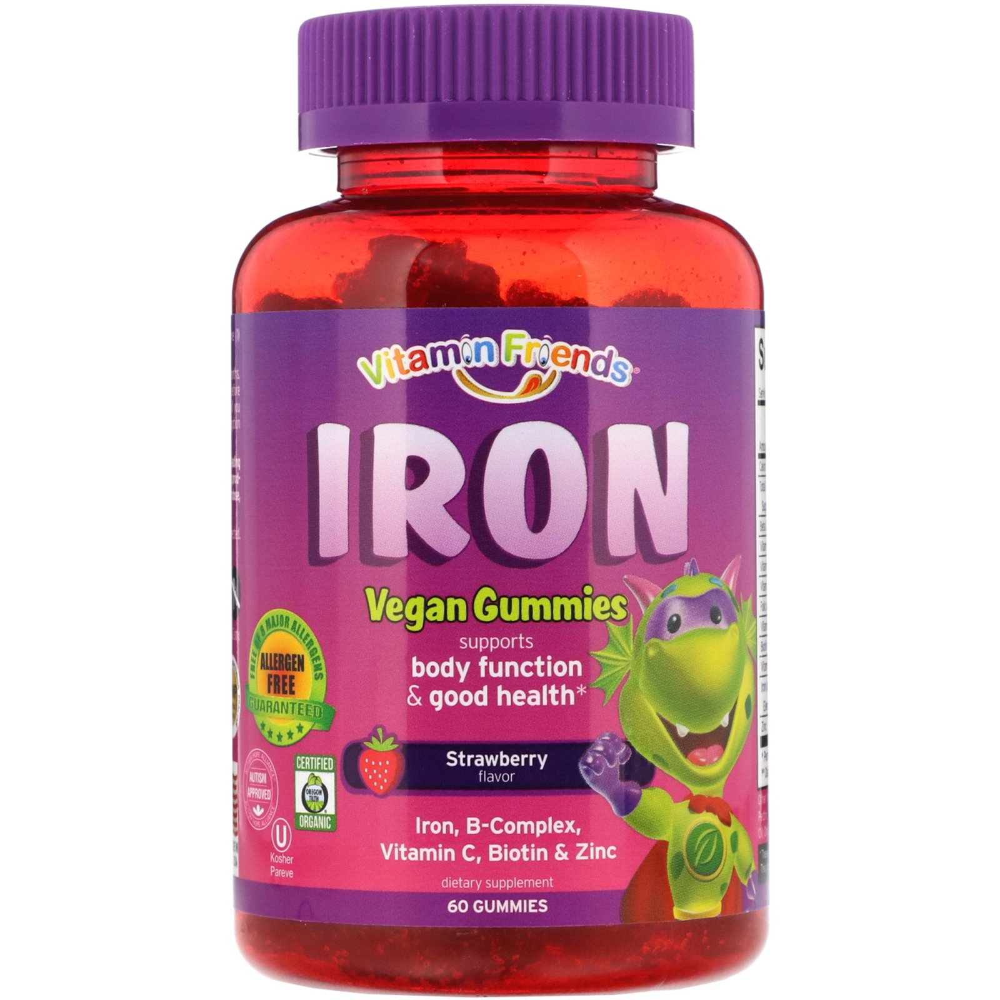 Vitamin Friends®
IRON
Vegan Gummies
supports
body function
& good health*
FREE OF 8 MAJOR ALLERGENS
ALLERGEN
FREE
GUARANTEED
Strawberry
flavor
AUTISM
APPROVED
CERTIFIED
OREGON
TILTH
ORGANIC
U
Kosher
Pareve
Iron, B-Complex,
Vitamin C, Biotin & Zinc
dietary supplement
60 GUMMIES